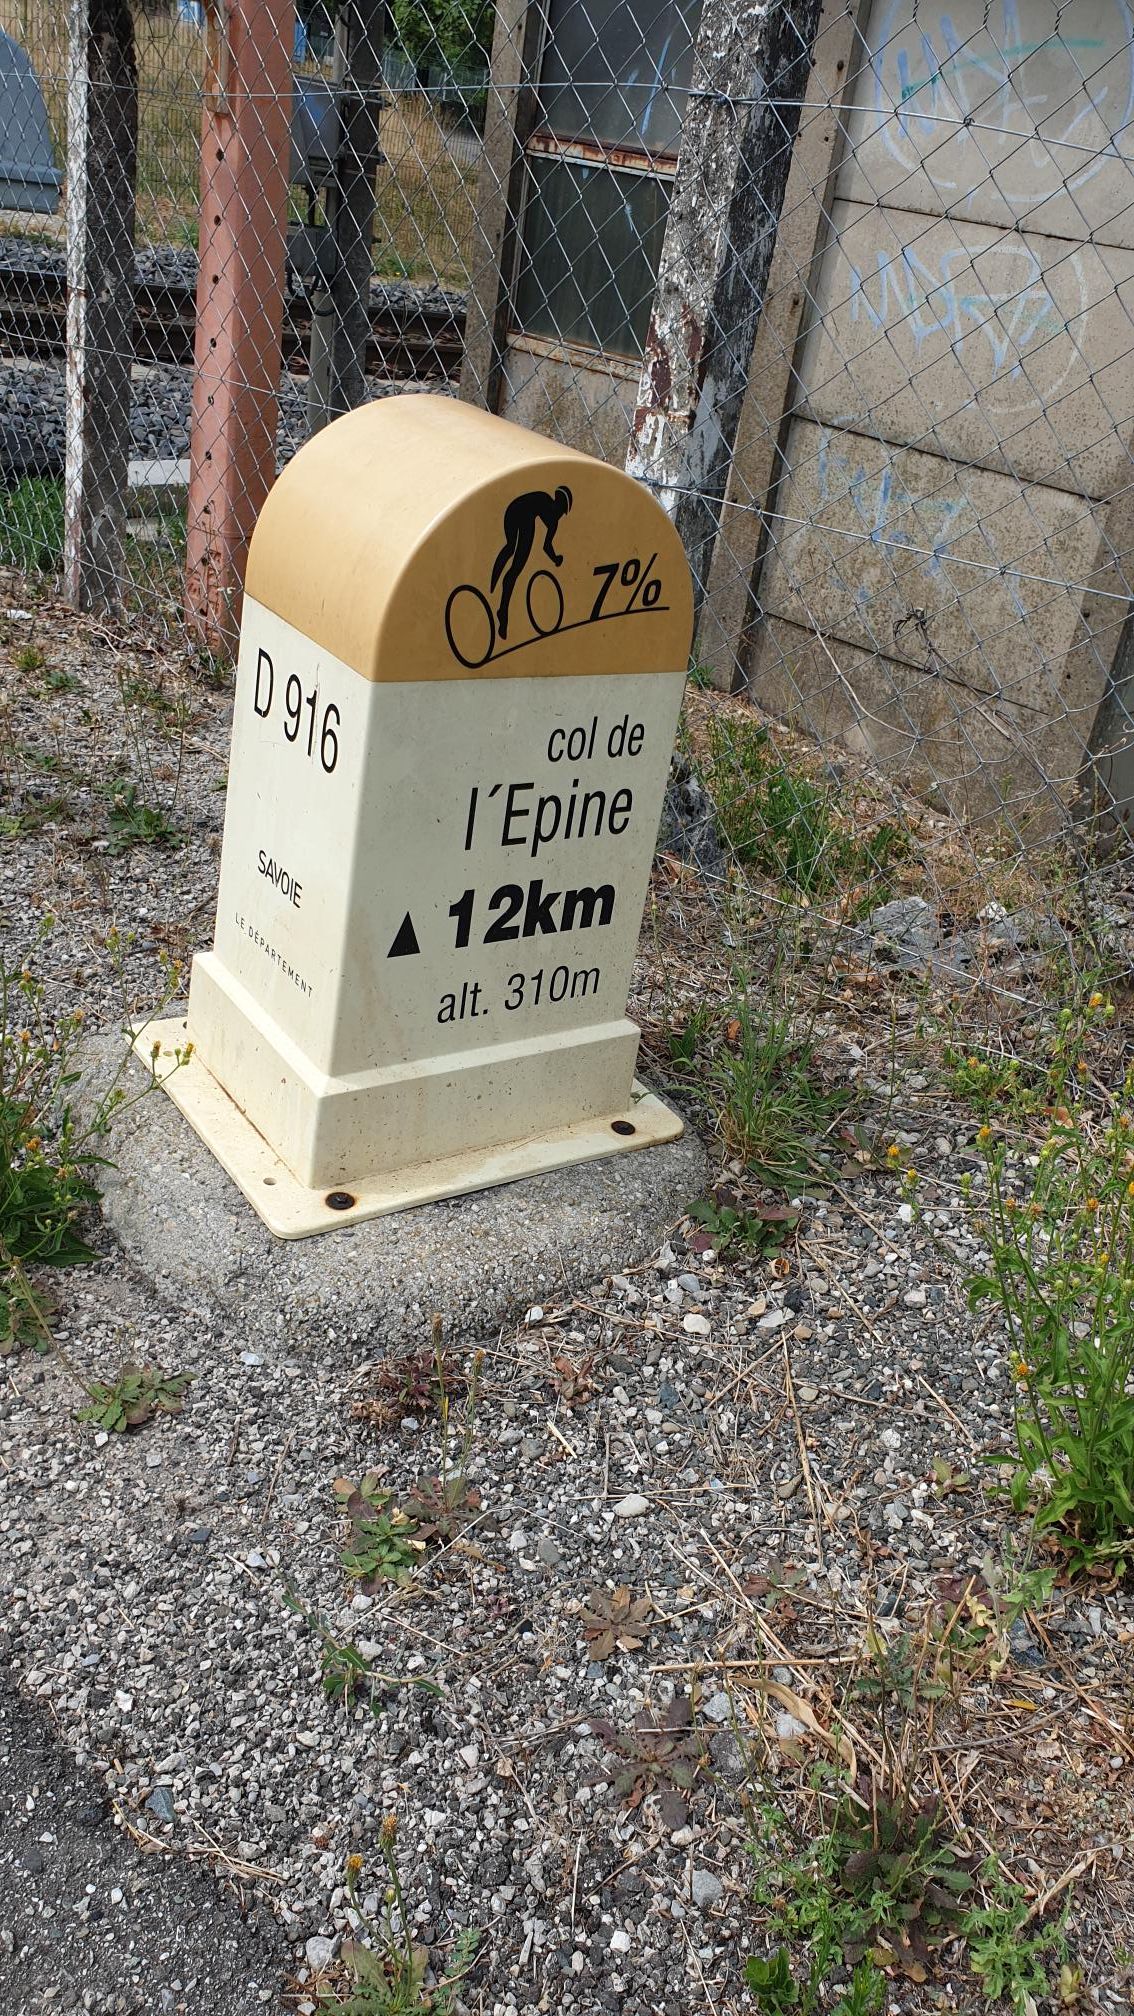 7%
D 916
SAVOIE
LE DÉPARTEMENT
col de
l´Epine
▲ 12km
alt. 310m